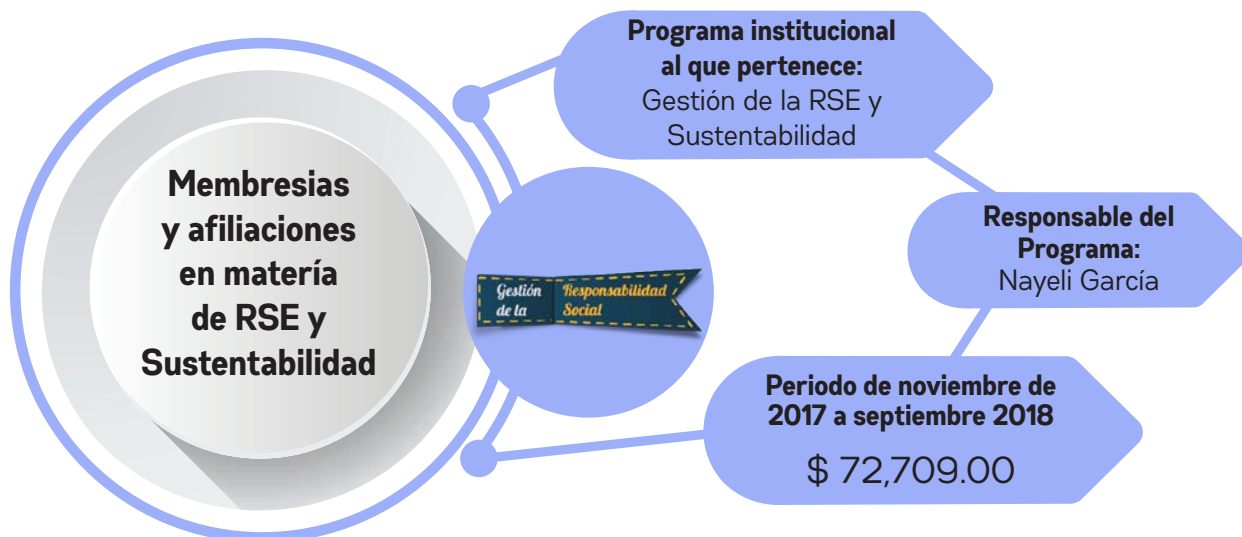 Membresias
y afiliaciones
en matería
de RSE y
Sustentabilidad
Gestión
de la
Responsabilidad
Social
Programa institucional
al que pertenece:
Gestión de la RSE y
Sustentabilidad
Responsable del
Programa:
Nayeli García
Periodo de noviembre de
2017 a septiembre 2018
$ 72,709.00